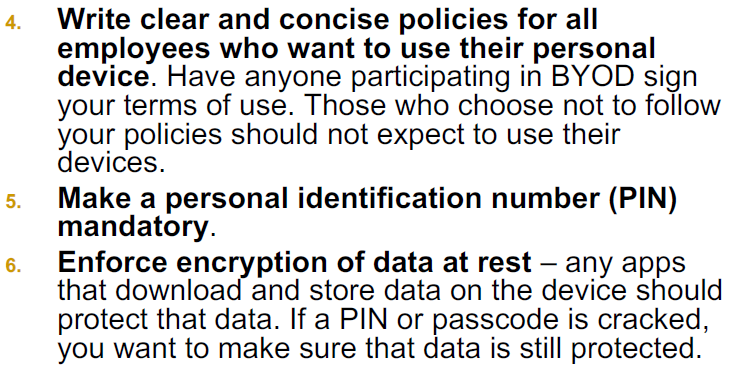 4. Write clear and concise policies for all
employees who want to use their personal
device. Have anyone participating in BYOD sign
your terms of use. Those who choose not to follow
your policies should not expect to use their
devices.
5. Make a personal identification number (PIN)
mandatory.
6. Enforce encryption of data at rest – any apps
that download and store data on the device should
protect that data. If a PIN or passcode is cracked,
you want to make sure that data is still protected.